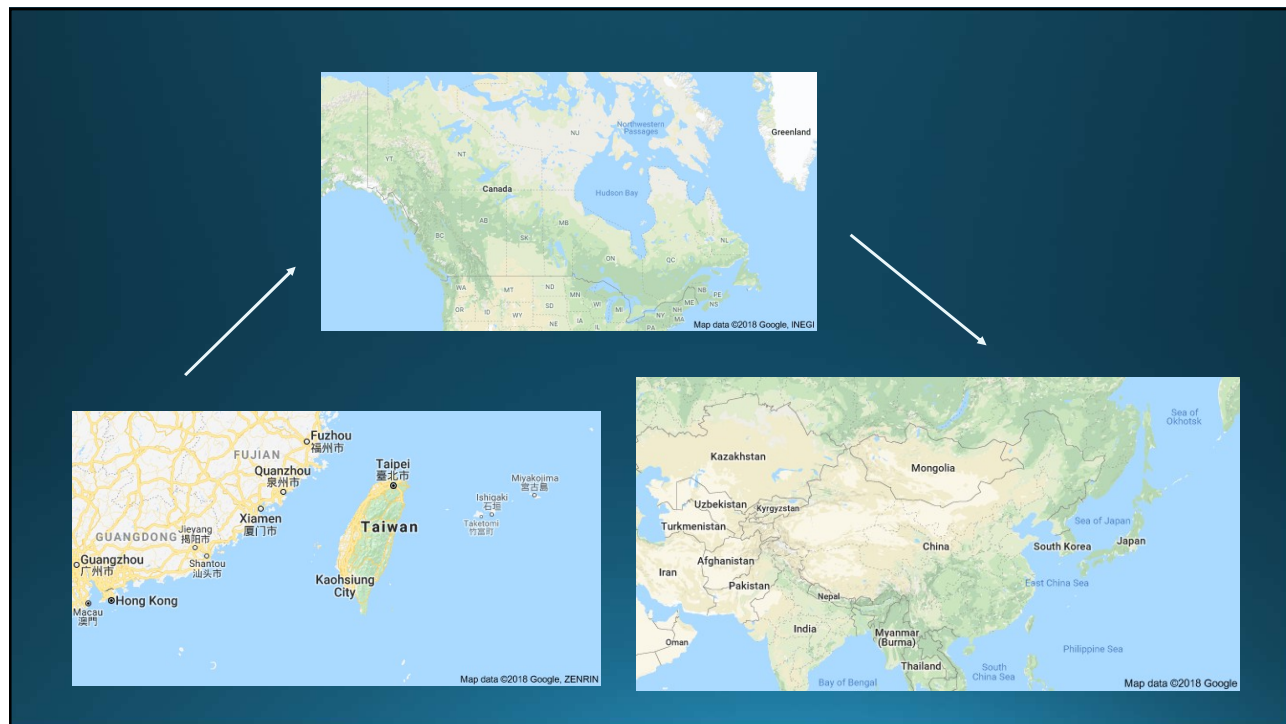 Northwestern
Passages
Greenland
NU
YT
NT
Canada
Hudson Bay
AB
MB
BC
SK
NL
ON
QC
WA
MT
ND
MN
NB
PE
OR
ID
SD
WI
MI
ME
NS
WY
NH
NY
MA
NE
IA
IL
PA
Map data ©2018 Google, INEGI
Fuzhou
福州市
FUJIAN
Quanzhou
泉州市
Taipei
臺北市
Miyakojima
宮古島
Ishigaki
石垣
Xiamen
厦门市
Taiwan
Taketomi
竹富町
Jieyang
揭阳市
GUANGDONG
Shantou
汕头市
Guangzhou
广州市
Kaohsiung
City
Hong Kong
Macau
澳門
Map data ©2018 Google, ZENRIN
Sea of
Okhotsk
Kazakhstan
Mongolia
Uzbekistan
Kyrgyzstan
Turkmenistan
Sea of Japan
China
South Korea
Japan
Afghanistan
Iran
Pakistan
East China Sea
Nepal
India
Oman
Myanmar
(Burma)
Philippine Sea
Thailand
South
China Sea
Bay of Bengal
Map data ©2018 Google